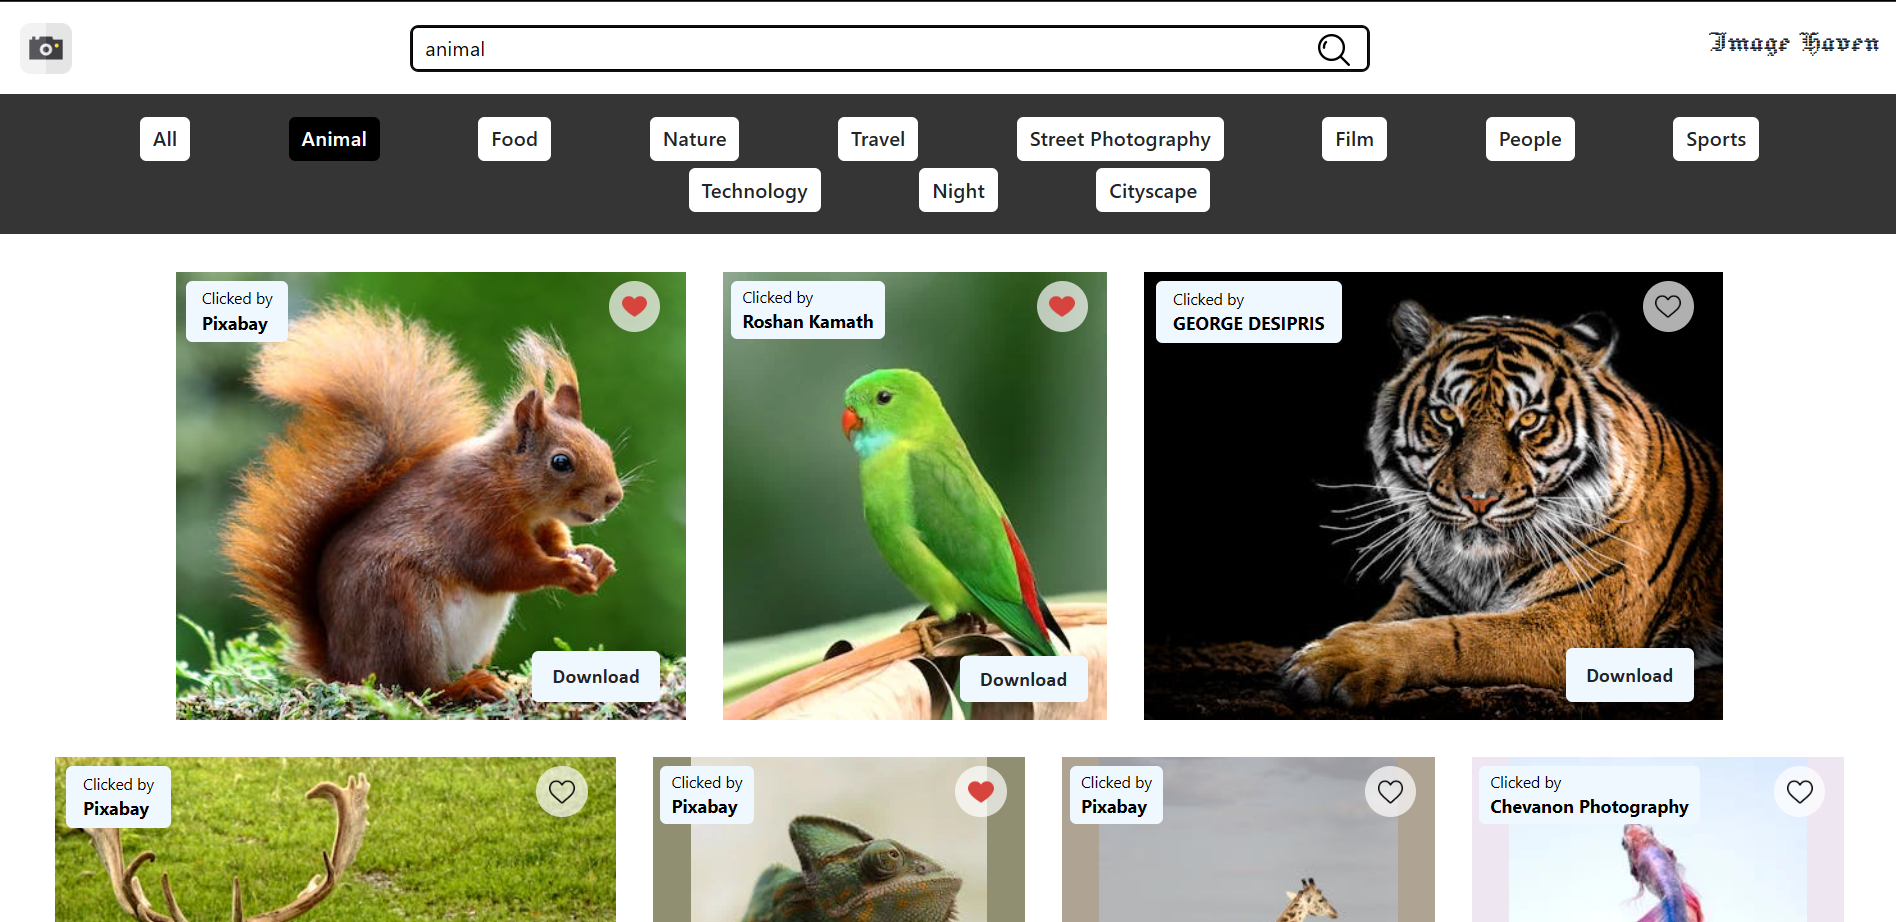 animal
Image Haven
All
Animal
Food
Nature
Travel
Street Photography
Film
People
Sports
Technology
Night
Cityscape
Clicked by
Pixabay
Download
Clicked by
Roshan Kamath
Download
Clicked by
GEORGE DESIPRIS
Download
Clicked by
Pixabay
Clicked by
Pixabay
Clicked by
Pixabay
Clicked by
Chevanon Photography